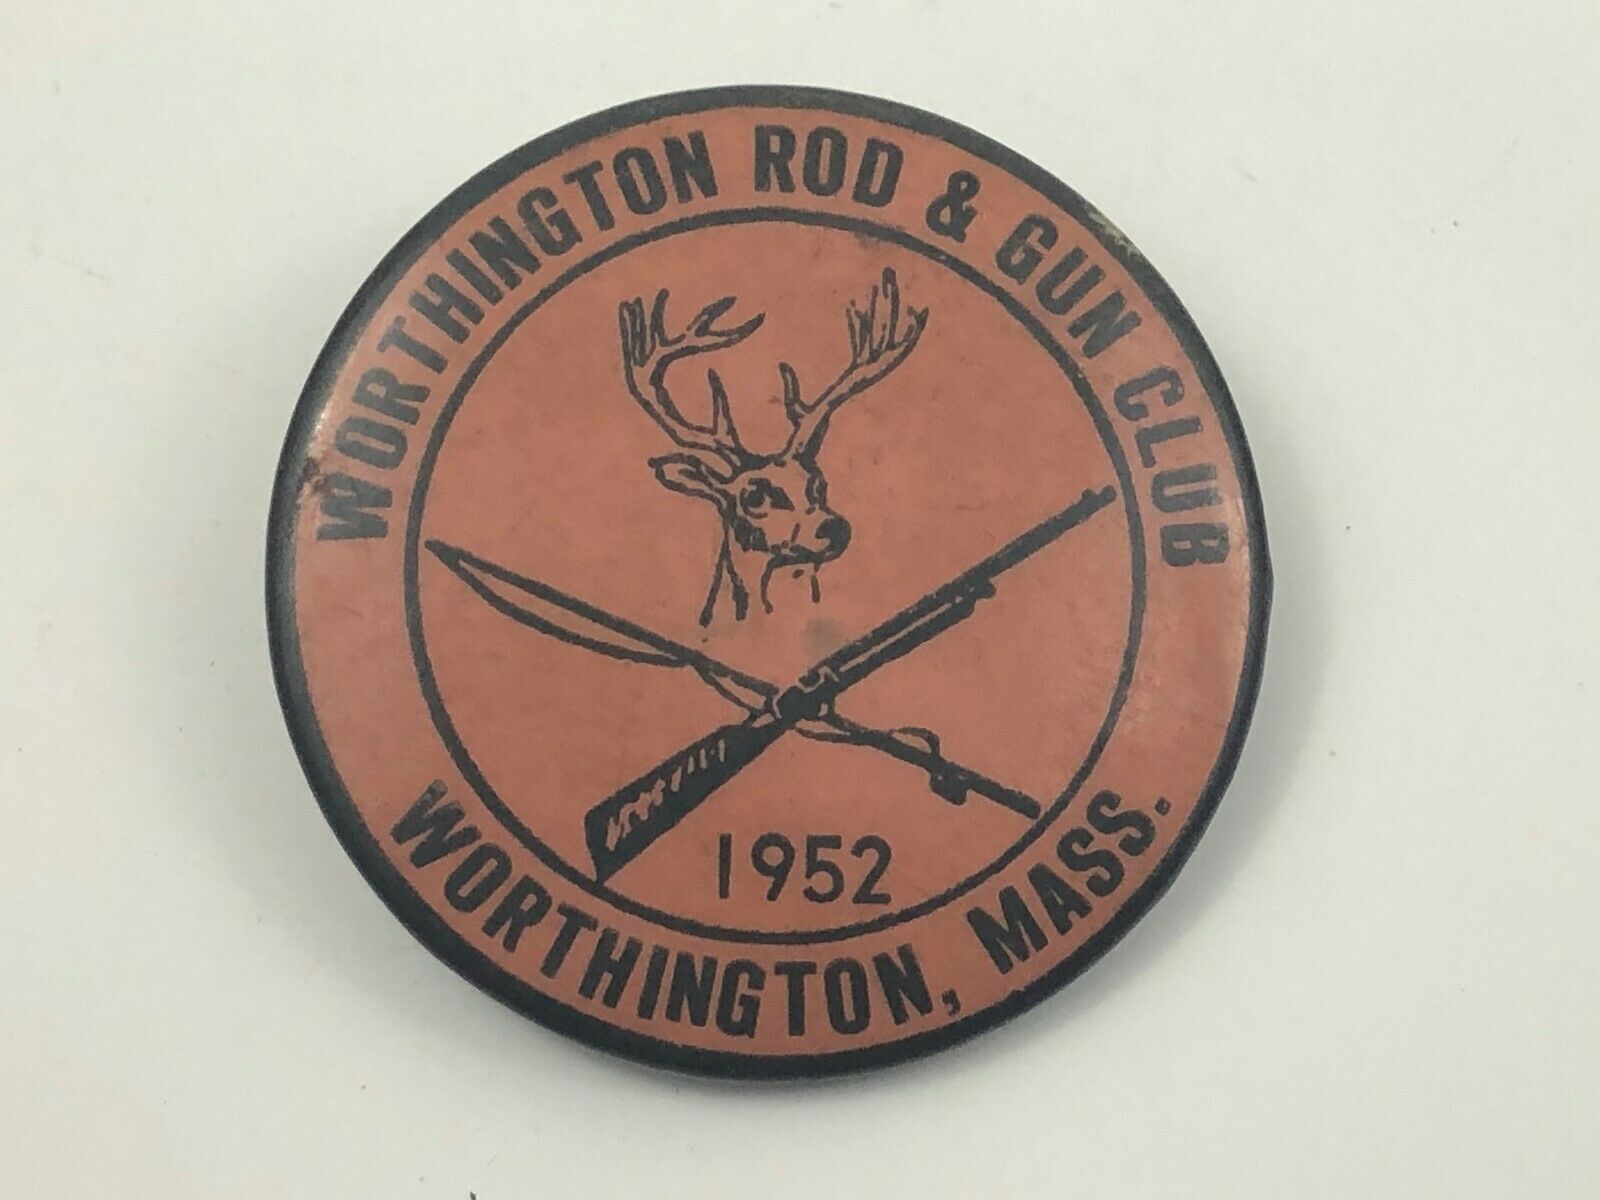 WORTHINGTON ROD & GUN CLUB
1952
WORTHINGTON, MASS.